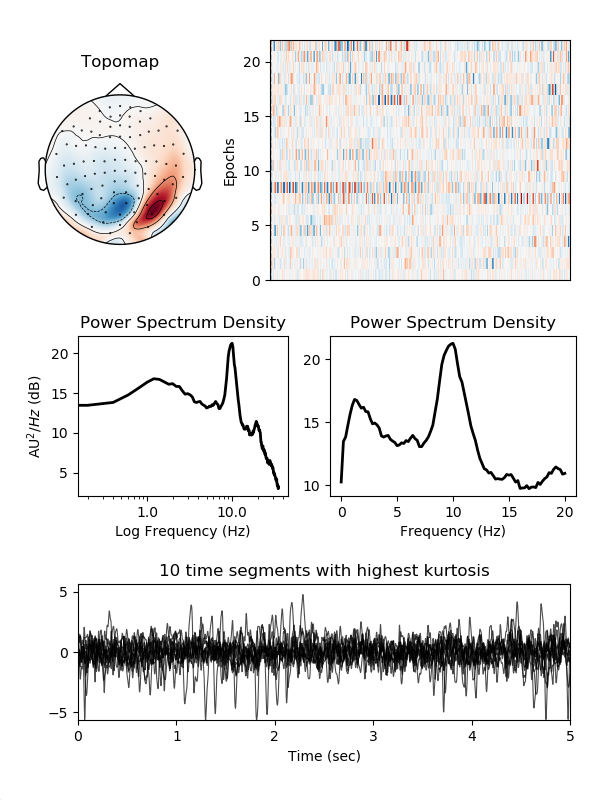 Topomap
Epochs
20
15
10
5
0
Power Spectrum Density
AU²/Hz (dB)
20
15
10
5
1.0 10.0
Log Frequency (Hz)
Power Spectrum Density
20
15
10
0 5 10 15 20
Frequency (Hz)
10 time segments with highest kurtosis
5
0
−5
0 1 2 3 4 5
Time (sec)